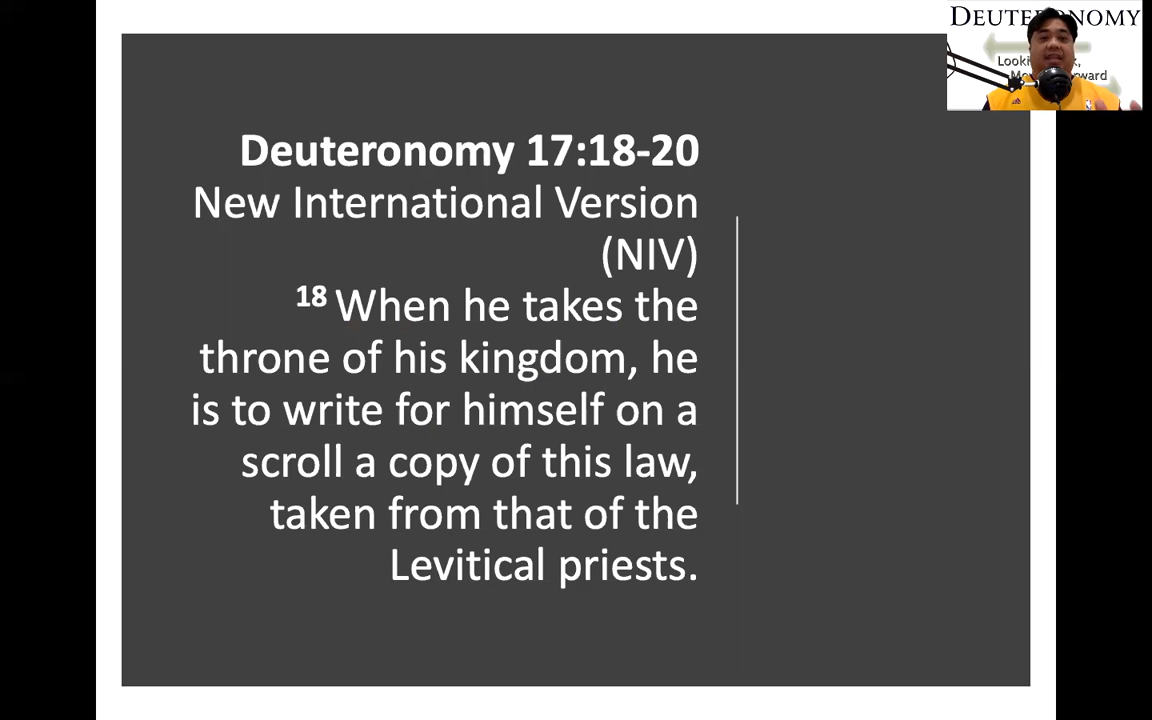 Deuteronomy 17:18-20
New International Version
(NIV)
18 When he takes the
throne of his kingdom, he
is to write for himself on a
scroll a copy of this law,
taken from that of the
Levitical priests.